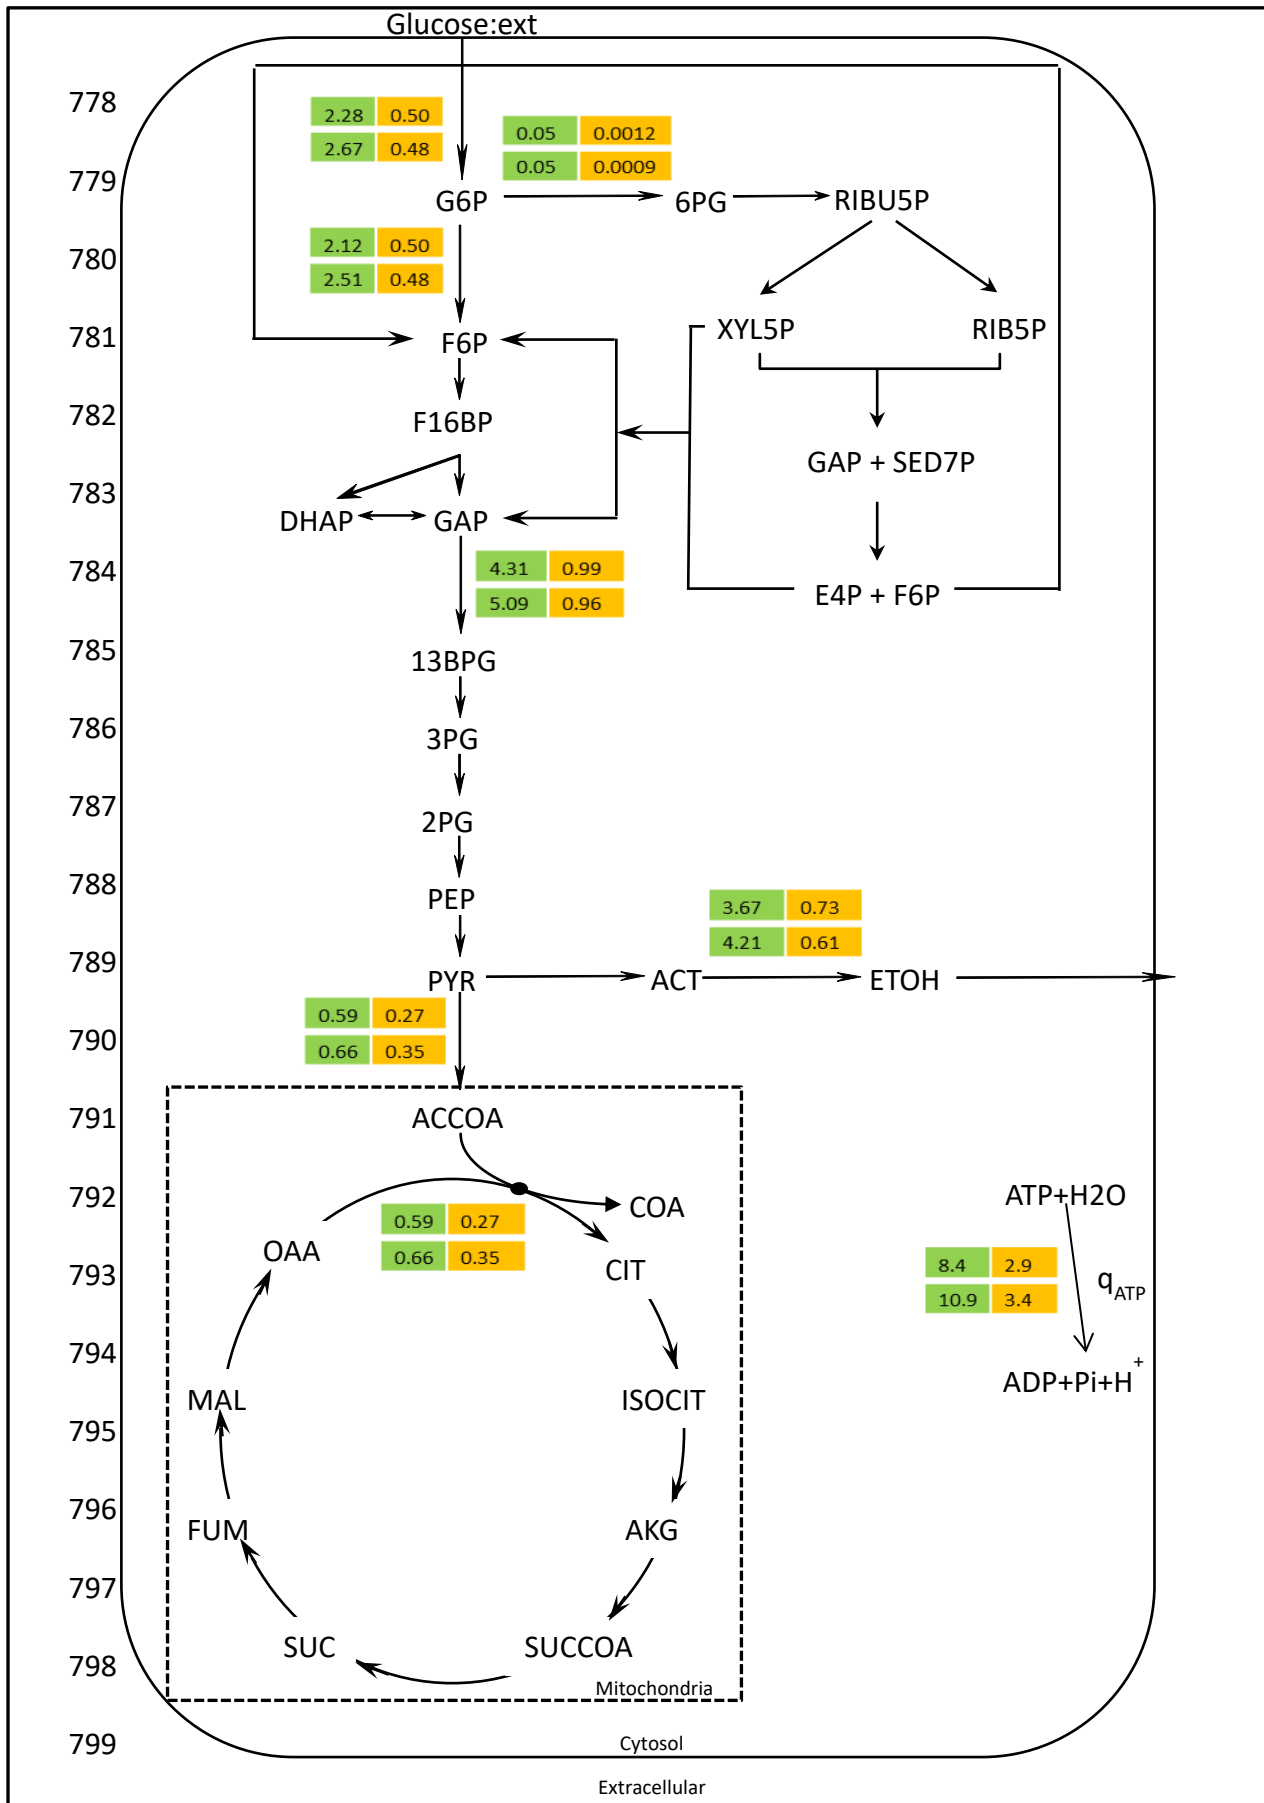 Glucose:ext
778
2.28 0.50
0.05 0.0012
2.67 0.48
0.05 0.0009
779
G6P 6PG RIBU5P
780
2.12 0.50
2.51 0.48
781
F6P XYL5P RIB5P
782
F16BP
GAP + SED7P
783
DHAP GAP
784
4.31 0.99
5.09 0.96
E4P + F6P
785
13BPG
786
3PG
787
2PG
788
PEP
3.67 0.73
4.21 0.61
789
PYR ACT ETOH
0.59 0.27
790
0.66 0.35
791
ACCOA
792
ATP+H2O
COA
0.59 0.27
0.66 0.35
OAA
793
CIT
8.4 2.9
10.9 3.4
qATP
794
ADP+Pi+H+
MAL ISOCIT
795
796
FUM AKG
797
SUC SUCCOA
798
Mitochondria
799
Cytosol
Extracellular